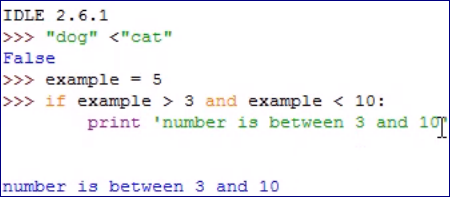 IDLE 2.6.1
>>> "dog" <"cat"
False
>>> example = 5
>>> if example > 3 and example < 10:
        print 'number is between 3 and 10'
number is between 3 and 10